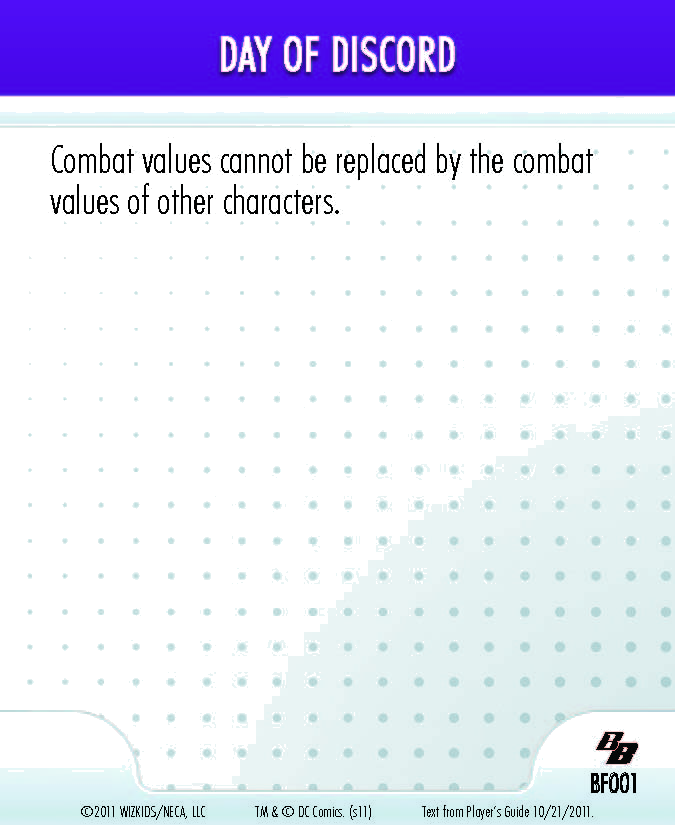 DAY OF DISCORD
Combat values cannot be replaced by the combat
values of other characters.
BB
BF001
©2011 WIZKIDS/NECA, LLC TM & © DC Comics. (s11) Text from Player's Guide 10/21/2011.